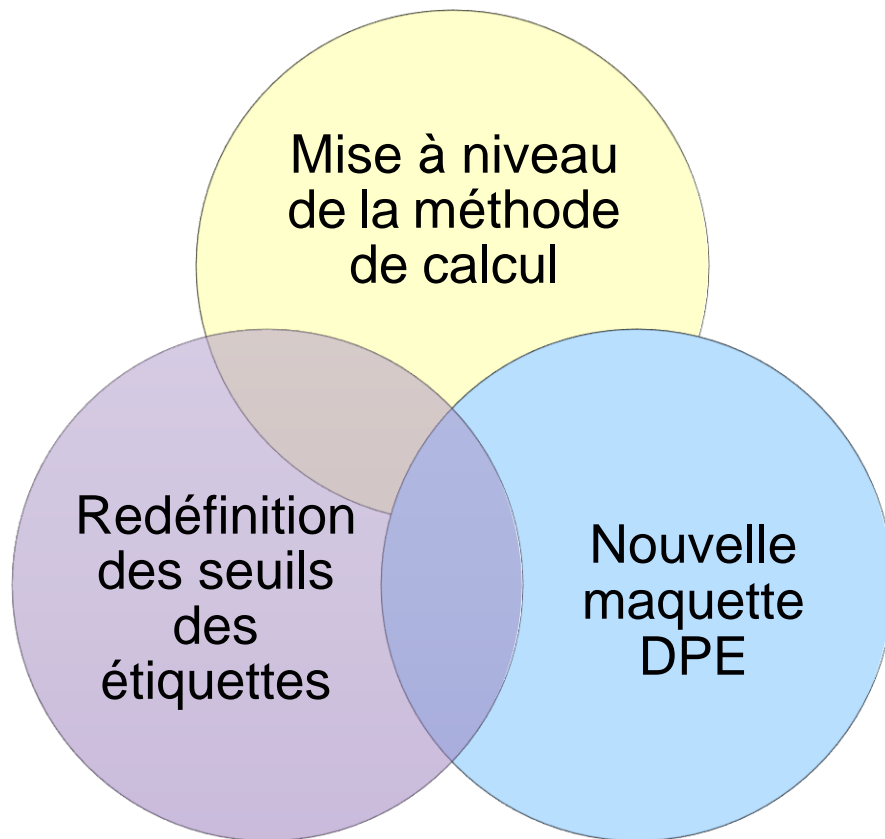 Mise à niveau
de la méthode
de calcul
Redéfinition
des seuils
des
étiquettes
Nouvelle
maquette
DPE